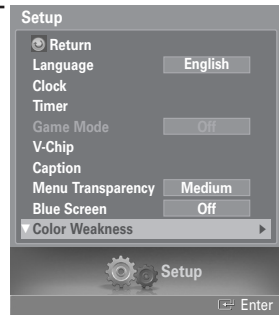 Setup
Return
Language English
Clock
Timer
Game Mode Off
V-Chip
Caption
Menu Transparency Medium
Blue Screen Off
Color Weakness
Setup
Enter